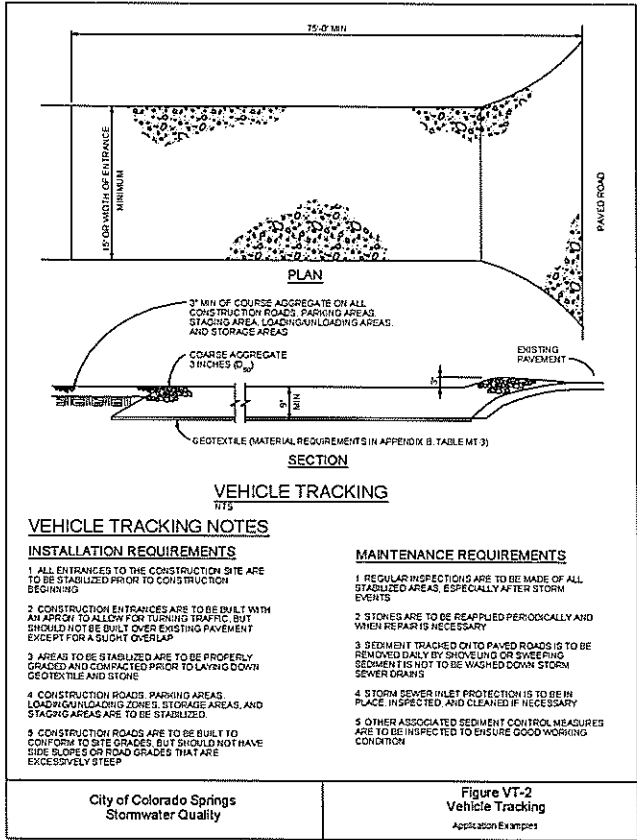 75'-0" MIN
15' OR WIDTH OF ENTRANCE
MINIMUM
PAVED ROAD
PLAN
3" MIN OF COURSE AGGREGATE ON ALL
CONSTRUCTION ROADS, PARKING AREAS,
STAGING AREA, LOADING/UNLOADING AREAS,
AND STORAGE AREAS
COARSE AGGREGATE
3 INCHES (D50)
EXISTING
PAVEMENT
3"
9"
MIN
GEOTEXTILE (MATERIAL REQUIREMENTS IN APPENDIX B, TABLE MT-3)
SECTION
VEHICLE TRACKING
NTS
VEHICLE TRACKING NOTES
INSTALLATION REQUIREMENTS
1 ALL ENTRANCES TO THE CONSTRUCTION SITE ARE
TO BE STABILIZED PRIOR TO CONSTRUCTION
BEGINNING
2 CONSTRUCTION ENTRANCES ARE TO BE BUILT WITH
AN APRON TO ALLOW FOR TURNING TRAFFIC, BUT
SHOULD NOT BE BUILT OVER EXISTING PAVEMENT
EXCEPT FOR A SLIGHT OVERLAP
3 AREAS TO BE STABILIZED ARE TO BE PROPERLY
GRADED AND COMPACTED PRIOR TO LAYING DOWN
GEOTEXTILE AND STONE
4 CONSTRUCTION ROADS, PARKING AREAS,
LOADING/UNLOADING ZONES, STORAGE AREAS, AND
STAGING AREAS ARE TO BE STABILIZED.
5 CONSTRUCTION ROADS ARE TO BE BUILT TO
CONFORM TO SITE GRADES, BUT SHOULD NOT HAVE
SIDE SLOPES OR ROAD GRADES THAT ARE
EXCESSIVELY STEEP
MAINTENANCE REQUIREMENTS
1 REGULAR INSPECTIONS ARE TO BE MADE OF ALL
STABILIZED AREAS, ESPECIALLY AFTER STORM
EVENTS
2 STONES ARE TO BE REAPPLIED PERIODICALLY AND
WHEN REPAIR IS NECESSARY
3 SEDIMENT TRACKED ONTO PAVED ROADS IS TO BE
REMOVED DAILY BY SHOVELING OR SWEEPING
SEDIMENT IS NOT TO BE WASHED DOWN STORM
SEWER DRAINS
4 STORM SEWER INLET PROTECTION IS TO BE IN
PLACE, INSPECTED, AND CLEANED IF NECESSARY
5 OTHER ASSOCIATED SEDIMENT CONTROL MEASURES
ARE TO BE INSPECTED TO ENSURE GOOD WORKING
CONDITION
City of Colorado Springs
Stormwater Quality
Figure VT-2
Vehicle Tracking
Application Examples